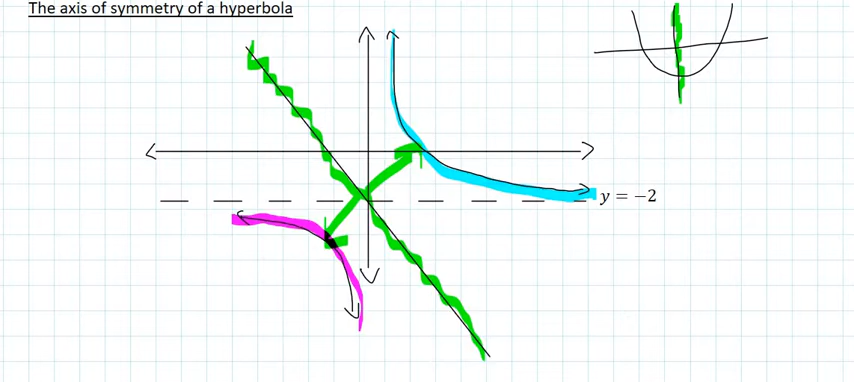 The axis of symmetry of a hyperbola
y = −2